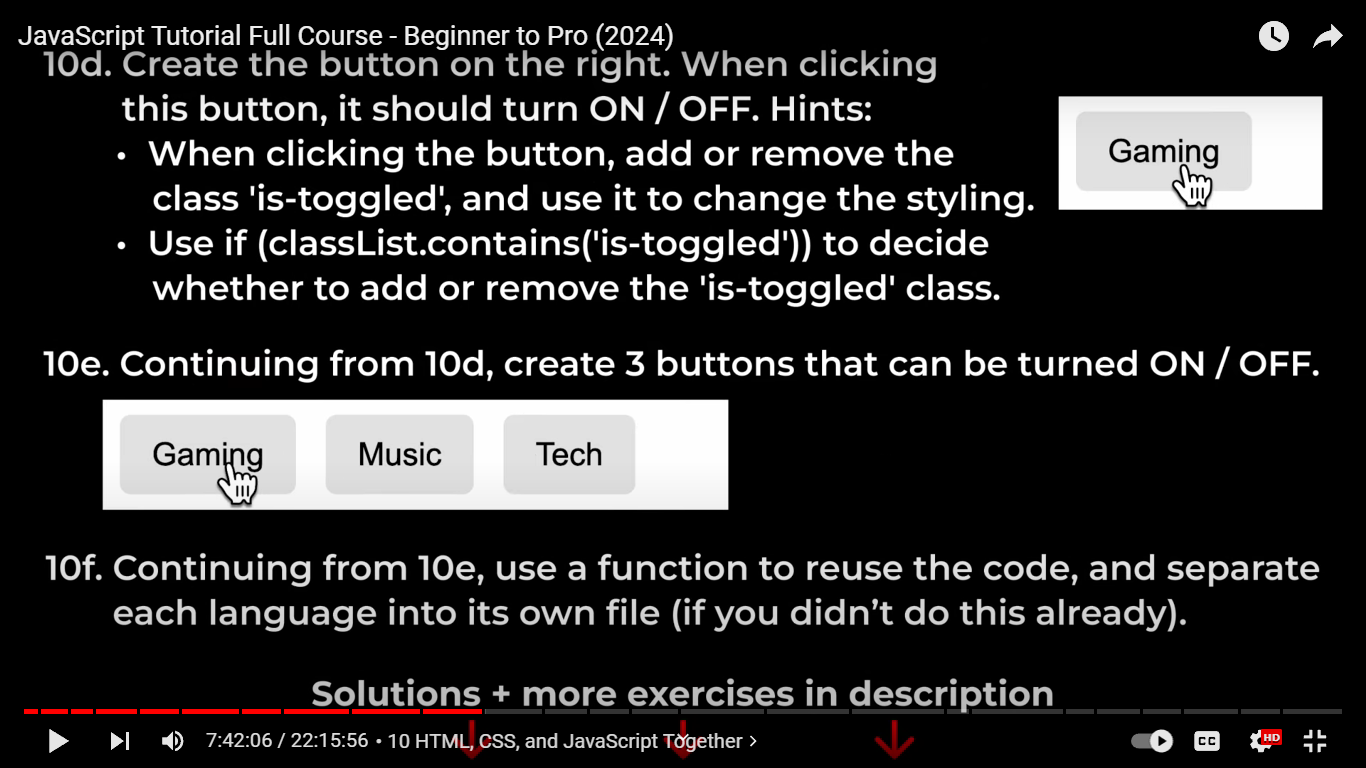 JavaScript Tutorial Full Course - Beginner to Pro (2024)
10d. Create the button on the right. When clicking
this button, it should turn ON / OFF. Hints:
• When clicking the button, add or remove the
class 'is-toggled', and use it to change the styling.
• Use if (classList.contains('is-toggled')) to decide
whether to add or remove the 'is-toggled' class.
Gaming
10e. Continuing from 10d, create 3 buttons that can be turned ON / OFF.
Gaming Music Tech
10f. Continuing from 10e, use a function to reuse the code, and separate
each language into its own file (if you didn't do this already).
Solutions + more exercises in description
7:42:06 / 22:15:56 • 10 HTML, CSS, and JavaScript Together >
CC HD